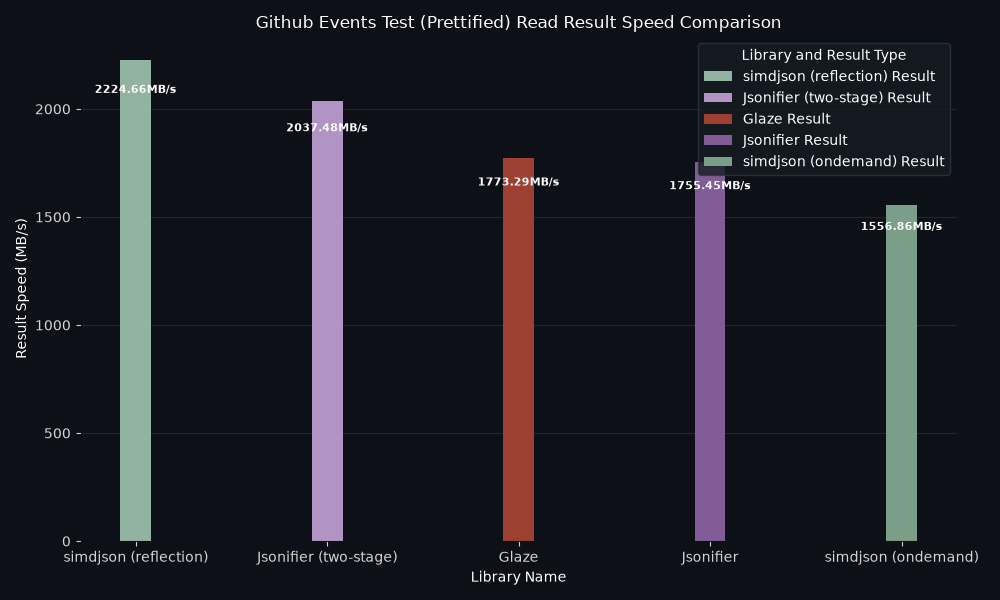 Github Events Test (Prettified) Read Result Speed Comparison
Library and Result Type
simdjson (reflection) Result
Jsonifier (two-stage) Result
Glaze Result
Jsonifier Result
simdjson (ondemand) Result
2224.66MB/s
2037.48MB/s
1773.29MB/s
1755.45MB/s
1556.86MB/s
Result Speed (MB/s)
2000
1500
1000
500
0
simdjson (reflection)
Jsonifier (two-stage)
Glaze
Jsonifier
simdjson (ondemand)
Library Name